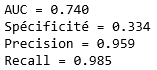 AUC = 0.740
Spécificité = 0.334
Precision = 0.959
Recall = 0.985